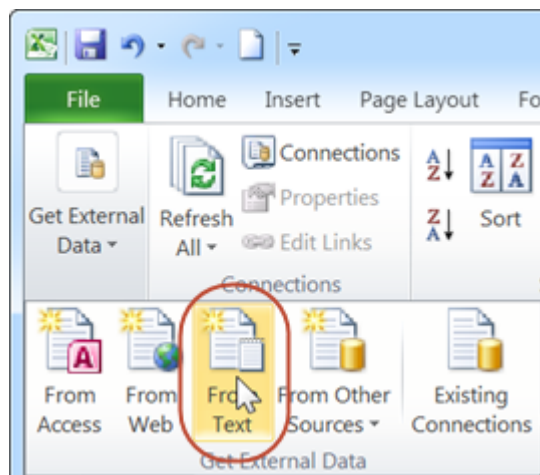 File Home Insert Page Layout Fo
Connections
Properties
Edit Links
Get External
Data
Refresh
All
A
Z
Z
A
A Z
Z A
Sort
Connections
From
Access
From
Web
From
Text
From Other
Sources
Existing
Connections
Get External Data